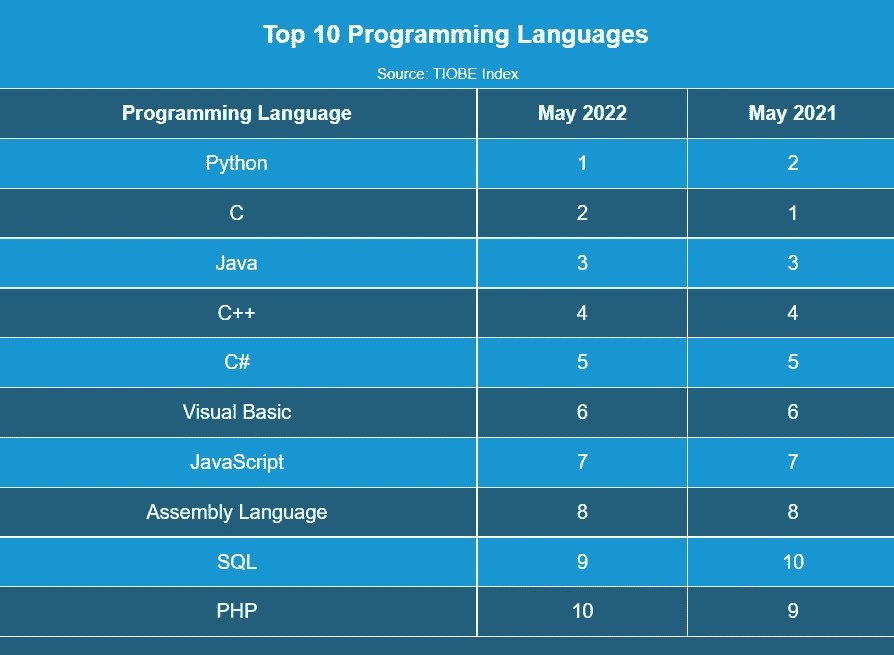 Top 10 Programming Languages
Source: TIOBE Index
Programming Language May 2022 May 2021
Python 1 2
C 2 1
Java 3 3
C++ 4 4
C# 5 5
Visual Basic 6 6
JavaScript 7 7
Assembly Language 8 8
SQL 9 10
PHP 10 9